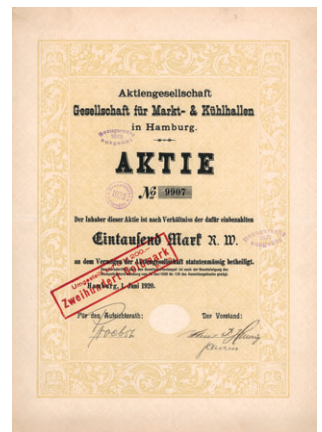 Aktiengesellschaft
Gesellschaft für Markt- & Kühlhallen
in Hamburg.
AKTIE
No 9907
Der Inhaber dieser Aktie ist nach Verhältniss der dafür einbezahlten
Eintausend Mark R. W.
an dem Vermögen der Aktiengesellschaft statutenmässig betheiligt.
Zweihundert Goldmark
Hamburg, 1. Juni 1920.
Für den Aufsichtsrath:
Der Vorstand: